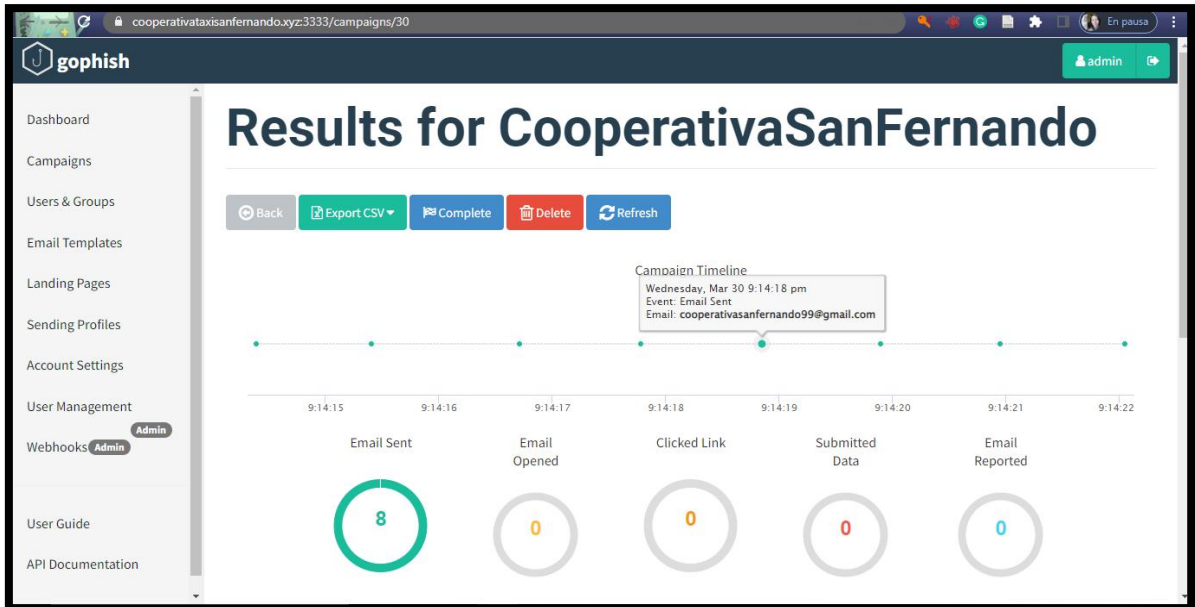 cooperativataxisanfernando.xyz:3333/campaigns/30
En pausa
gophish
admin
Dashboard
Campaigns
Users & Groups
Email Templates
Landing Pages
Sending Profiles
Account Settings
User Management
Admin
Webhooks Admin
User Guide
API Documentation
Results for CooperativaSanFernando
Back Export CSV Complete Delete Refresh
Campaign Timeline
Wednesday, Mar 30 9:14:18 pm
Event: Email Sent
Email: cooperativasanfernando99@gmail.com
9:14:15 9:14:16 9:14:17 9:14:18 9:14:19 9:14:20 9:14:21 9:14:22
Email Sent
8
Email
Opened
0
Clicked Link
0
Submitted
Data
0
Email
Reported
0